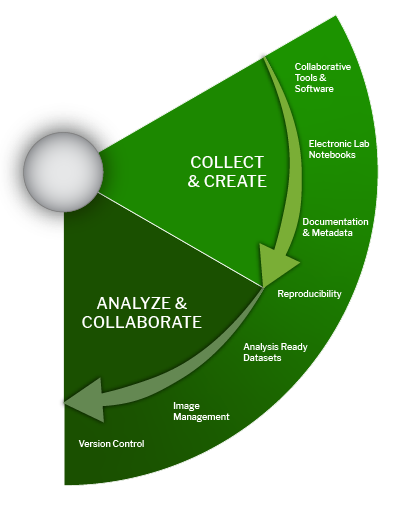 Collaborative
Tools &
Software
Electronic Lab
Notebooks
COLLECT
& CREATE
Documentation
& Metadata
Reproducibility
ANALYZE &
COLLABORATE
Analysis Ready
Datasets
Image
Management
Version Control